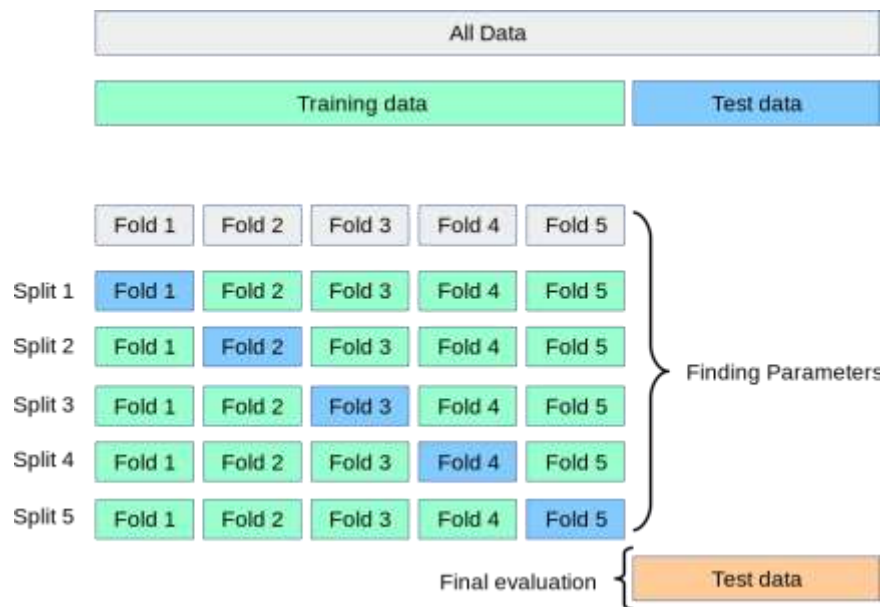 All Data
Training data Test data
Fold 1 Fold 2 Fold 3 Fold 4 Fold 5
Split 1 Fold 1 Fold 2 Fold 3 Fold 4 Fold 5
Split 2 Fold 1 Fold 2 Fold 3 Fold 4 Fold 5
Finding Parameters
Split 3 Fold 1 Fold 2 Fold 3 Fold 4 Fold 5
Split 4 Fold 1 Fold 2 Fold 3 Fold 4 Fold 5
Split 5 Fold 1 Fold 2 Fold 3 Fold 4 Fold 5
Final evaluation Test data